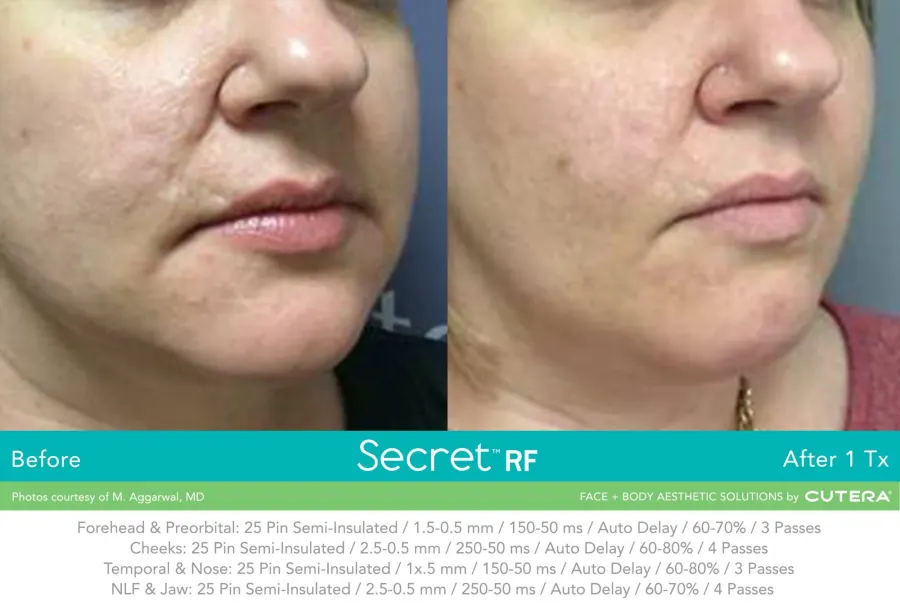 Before
Secret™ RF
After 1 Tx
Photos courtesy of M. Aggarwal, MD
FACE + BODY AESTHETIC SOLUTIONS by CUTERA®
Forehead & Preorbital: 25 Pin Semi-Insulated / 1.5-0.5 mm / 150-50 ms / Auto Delay / 60-70% / 3 Passes
Cheeks: 25 Pin Semi-Insulated / 2.5-0.5 mm / 250-50 ms / Auto Delay / 60-80% / 4 Passes
Temporal & Nose: 25 Pin Semi-Insulated / 1x.5 mm / 150-50 ms / Auto Delay / 60-80% / 3 Passes
NLF & Jaw: 25 Pin Semi-Insulated / 2.5-0.5 mm / 250-50 ms / Auto Delay / 60-70% / 4 Passes